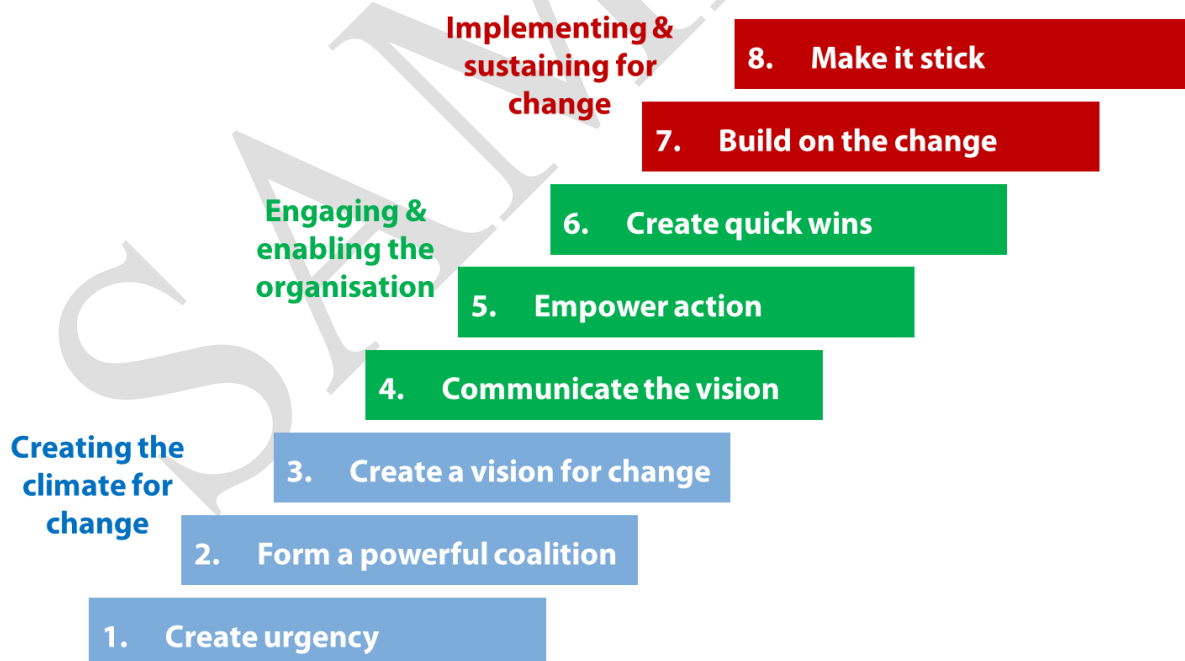 Implementing &
sustaining for
change
8. Make it stick
7. Build on the change
Engaging &
enabling the
organisation
6. Create quick wins
5. Empower action
4. Communicate the vision
Creating the
climate for
change
3. Create a vision for change
2. Form a powerful coalition
1. Create urgency
SAM